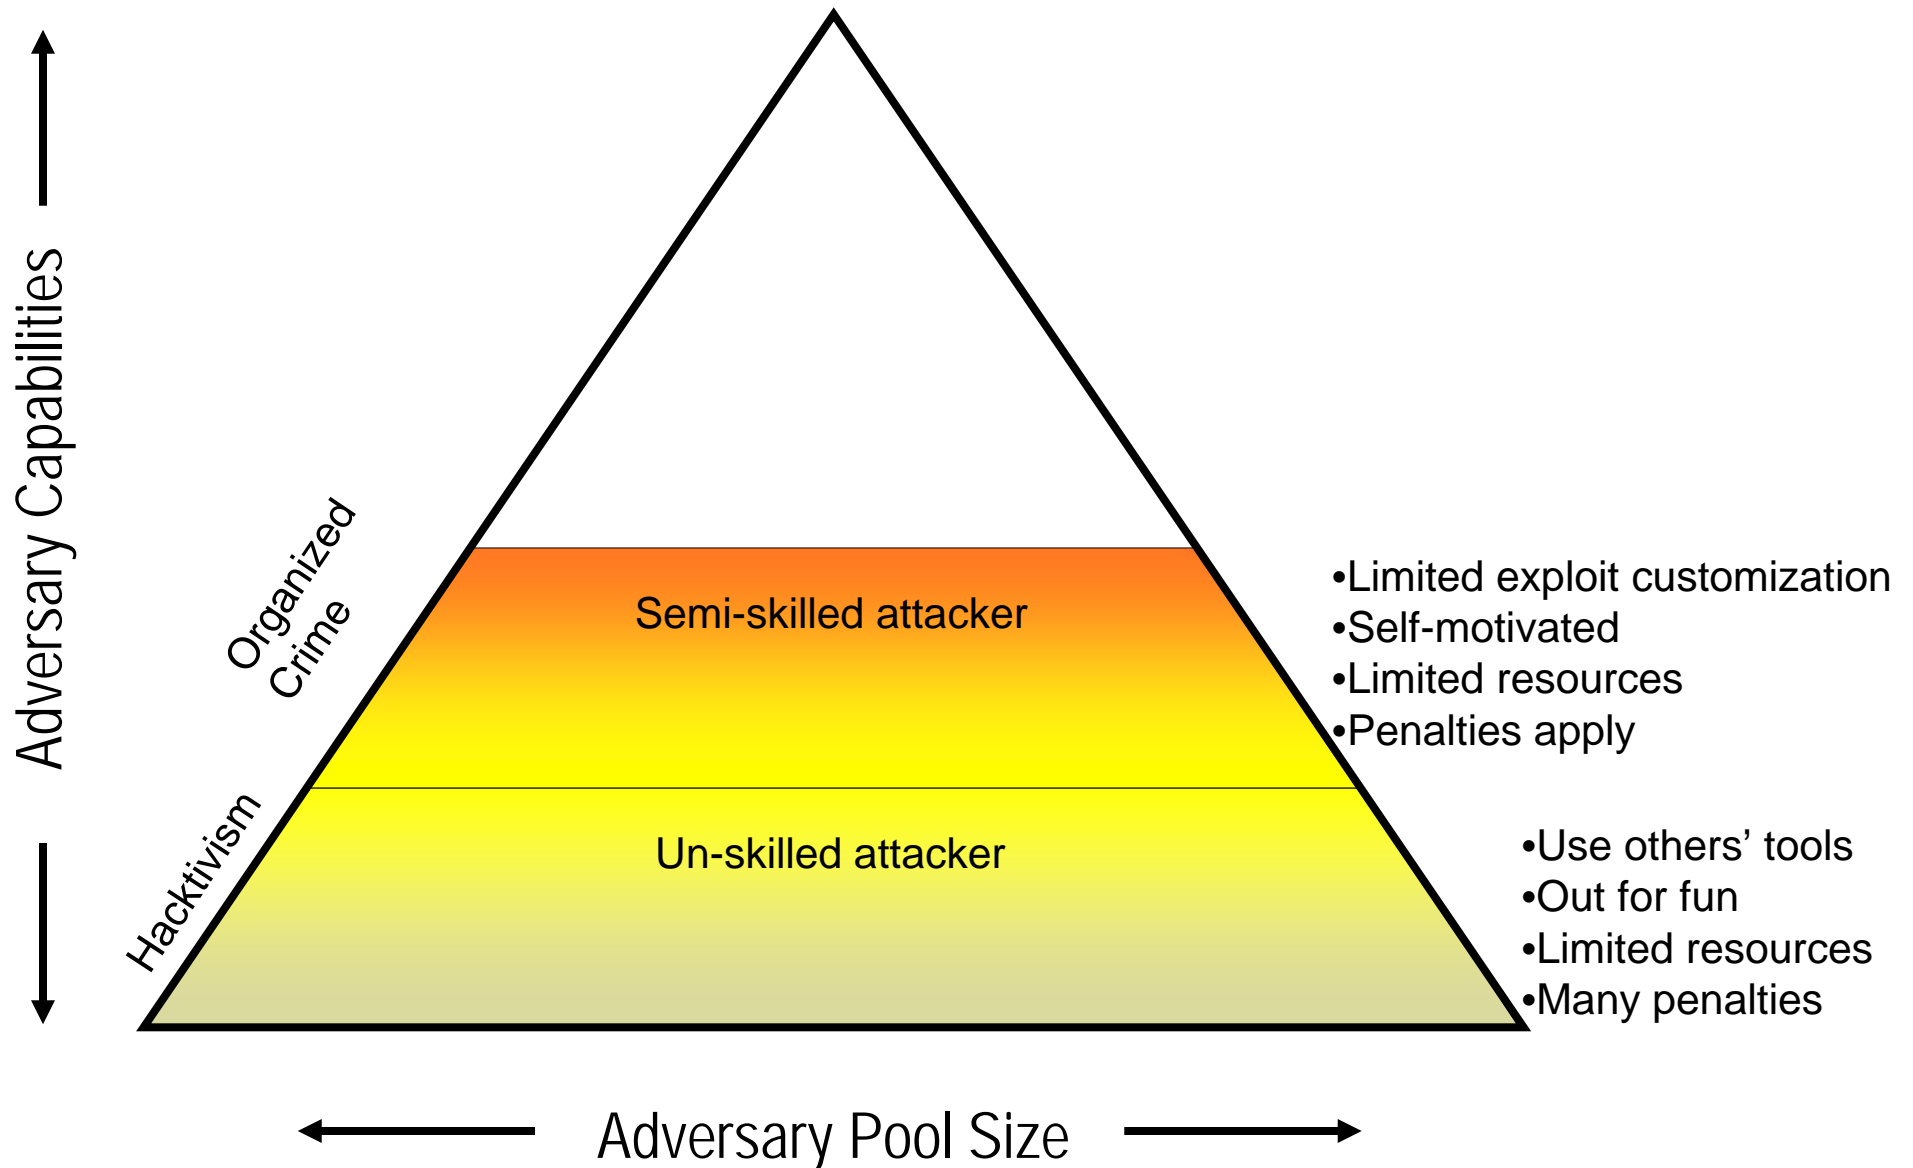 Adversary Capabilities
Organized
Crime
Semi-skilled attacker
•Limited exploit customization
•Self-motivated
•Limited resources
•Penalties apply
Hacktivism
Un-skilled attacker
•Use others’ tools
•Out for fun
•Limited resources
•Many penalties
Adversary Pool Size